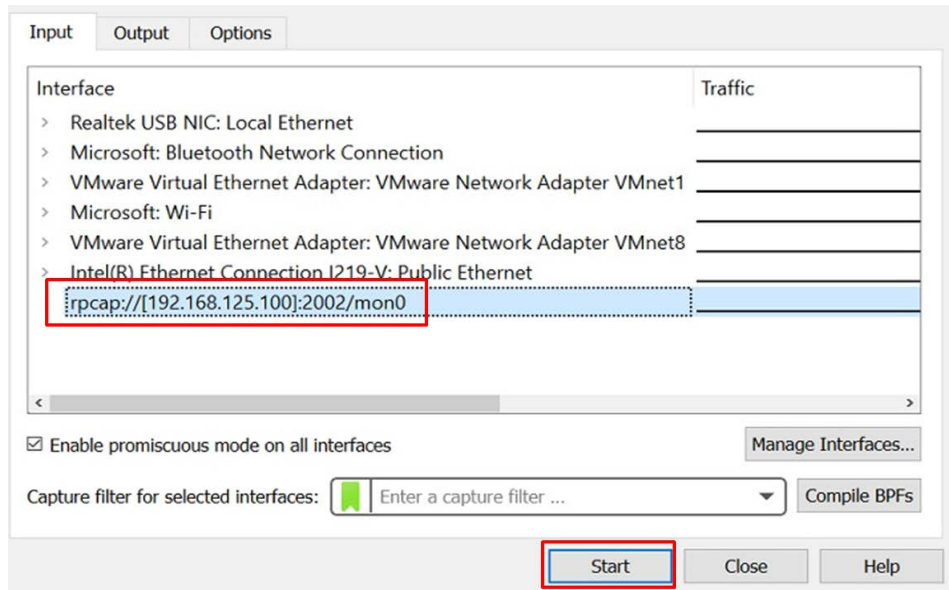 Input Output Options
Interface Traffic
Realtek USB NIC: Local Ethernet
Microsoft: Bluetooth Network Connection
VMware Virtual Ethernet Adapter: VMware Network Adapter VMnet1
Microsoft: Wi-Fi
VMware Virtual Ethernet Adapter: VMware Network Adapter VMnet8
Intel(R) Ethernet Connection I219-V: Public Ethernet
rpcap://[192.168.125.100]:2002/mon0
Enable promiscuous mode on all interfaces Manage Interfaces...
Capture filter for selected interfaces: Enter a capture filter ... Compile BPFs
Start Close Help